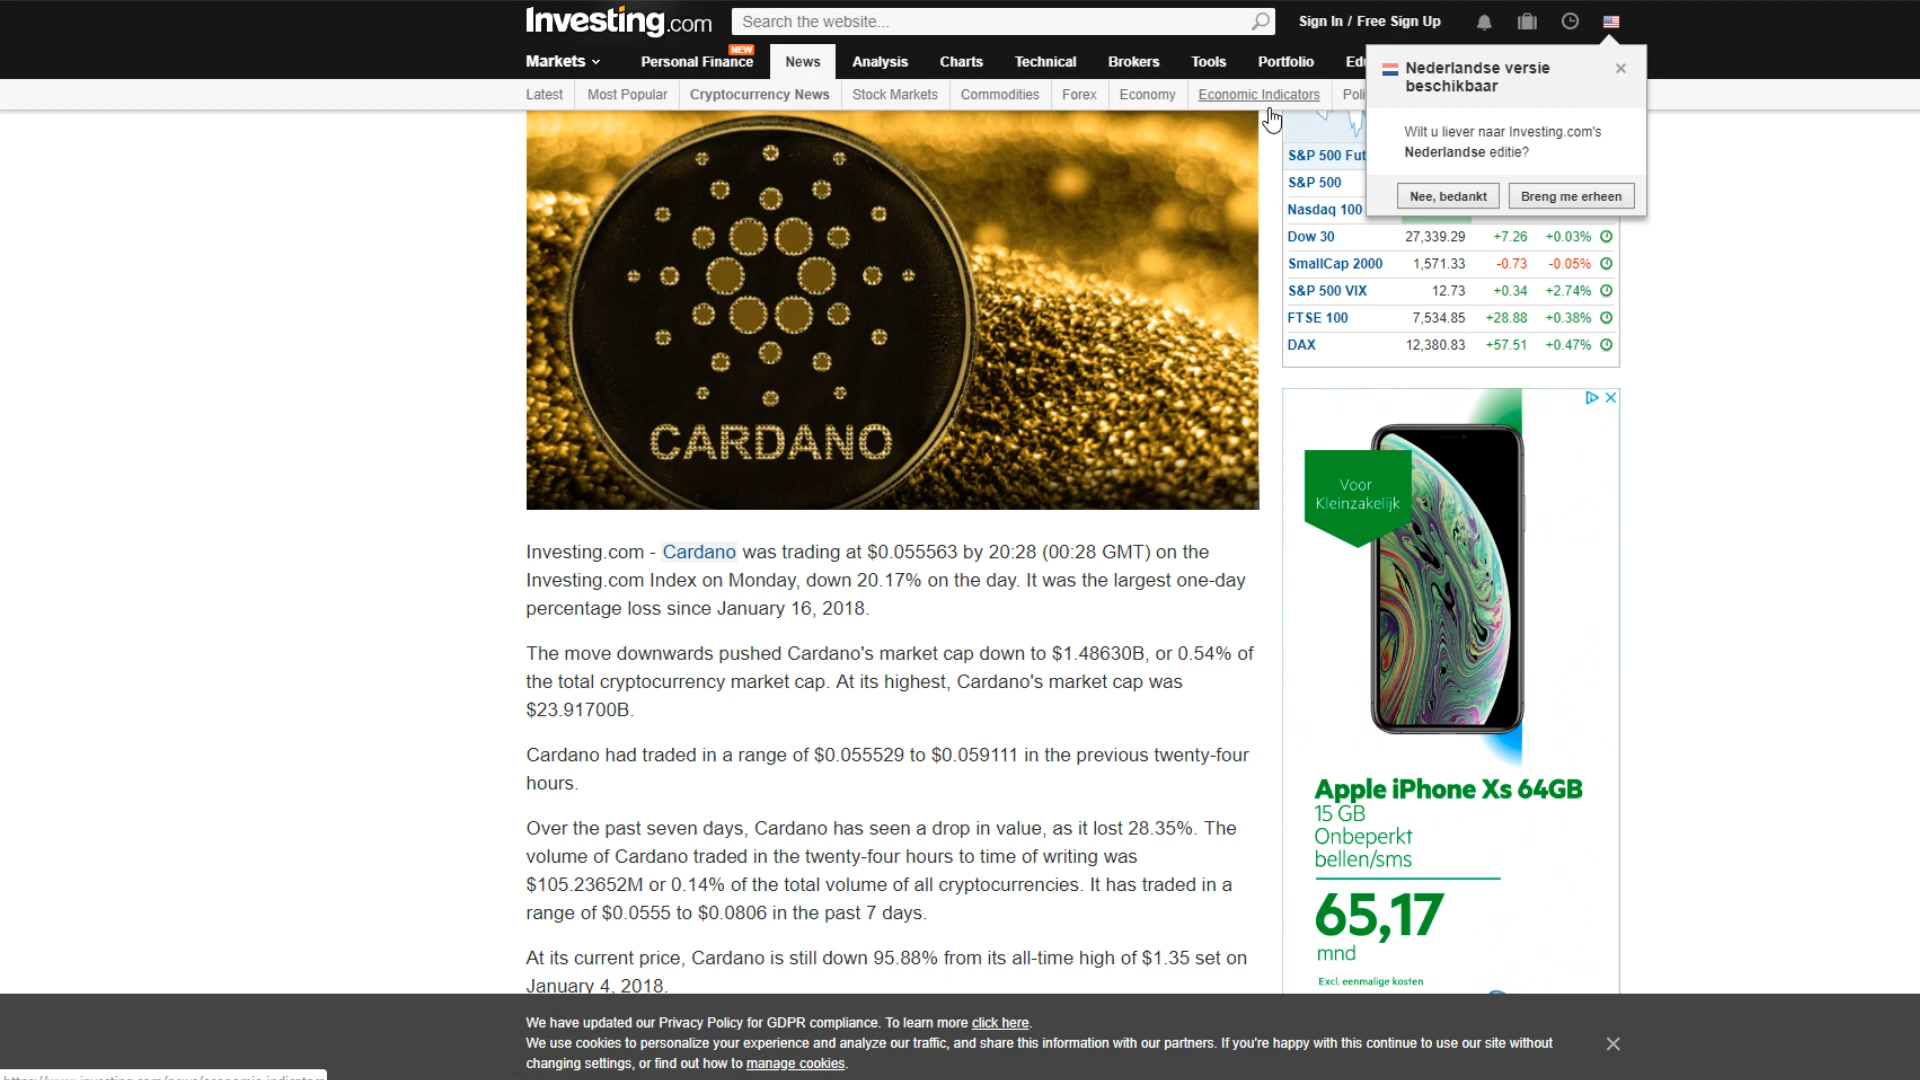 Investing.com
Search the website...
Sign In / Free Sign Up
Markets
Personal Finance
NEW
News
Analysis
Charts
Technical
Brokers
Tools
Portfolio
Latest
Most Popular
Cryptocurrency News
Stock Markets
Commodities
Forex
Economy
Economic Indicators
Nederlandse versie
beschikbaar
Wilt u liever naar Investing.com's
Nederlandse editie?
Nee, bedankt
Breng me erheen
CARDANO
S&P 500 Fut
S&P 500
Nasdaq 100
Dow 30 27,339.29 +7.26 +0.03%
SmallCap 2000 1,571.33 -0.73 -0.05%
S&P 500 VIX 12.73 +0.34 +2.74%
FTSE 100 7,534.85 +28.88 +0.38%
DAX 12,380.83 +57.51 +0.47%
Investing.com - Cardano was trading at $0.055563 by 20:28 (00:28 GMT) on the
Investing.com Index on Monday, down 20.17% on the day. It was the largest one-day
percentage loss since January 16, 2018.
The move downwards pushed Cardano's market cap down to $1.48630B, or 0.54% of
the total cryptocurrency market cap. At its highest, Cardano's market cap was
$23.91700B.
Cardano had traded in a range of $0.055529 to $0.059111 in the previous twenty-four
hours.
Over the past seven days, Cardano has seen a drop in value, as it lost 28.35%. The
volume of Cardano traded in the twenty-four hours to time of writing was
$105.23652M or 0.14% of the total volume of all cryptocurrencies. It has traded in a
range of $0.0555 to $0.0806 in the past 7 days.
At its current price, Cardano is still down 95.88% from its all-time high of $1.35 set on
January 4, 2018.
Voor
Kleinzakelijk
Apple iPhone Xs 64GB
15 GB
Onbeperkt
bellen/sms
65,17
mnd
Excl. eenmalige kosten
We have updated our Privacy Policy for GDPR compliance. To learn more click here.
We use cookies to personalize your experience and analyze our traffic, and share this information with our partners. If you're happy with this continue to use our site without
changing settings, or find out how to manage cookies.